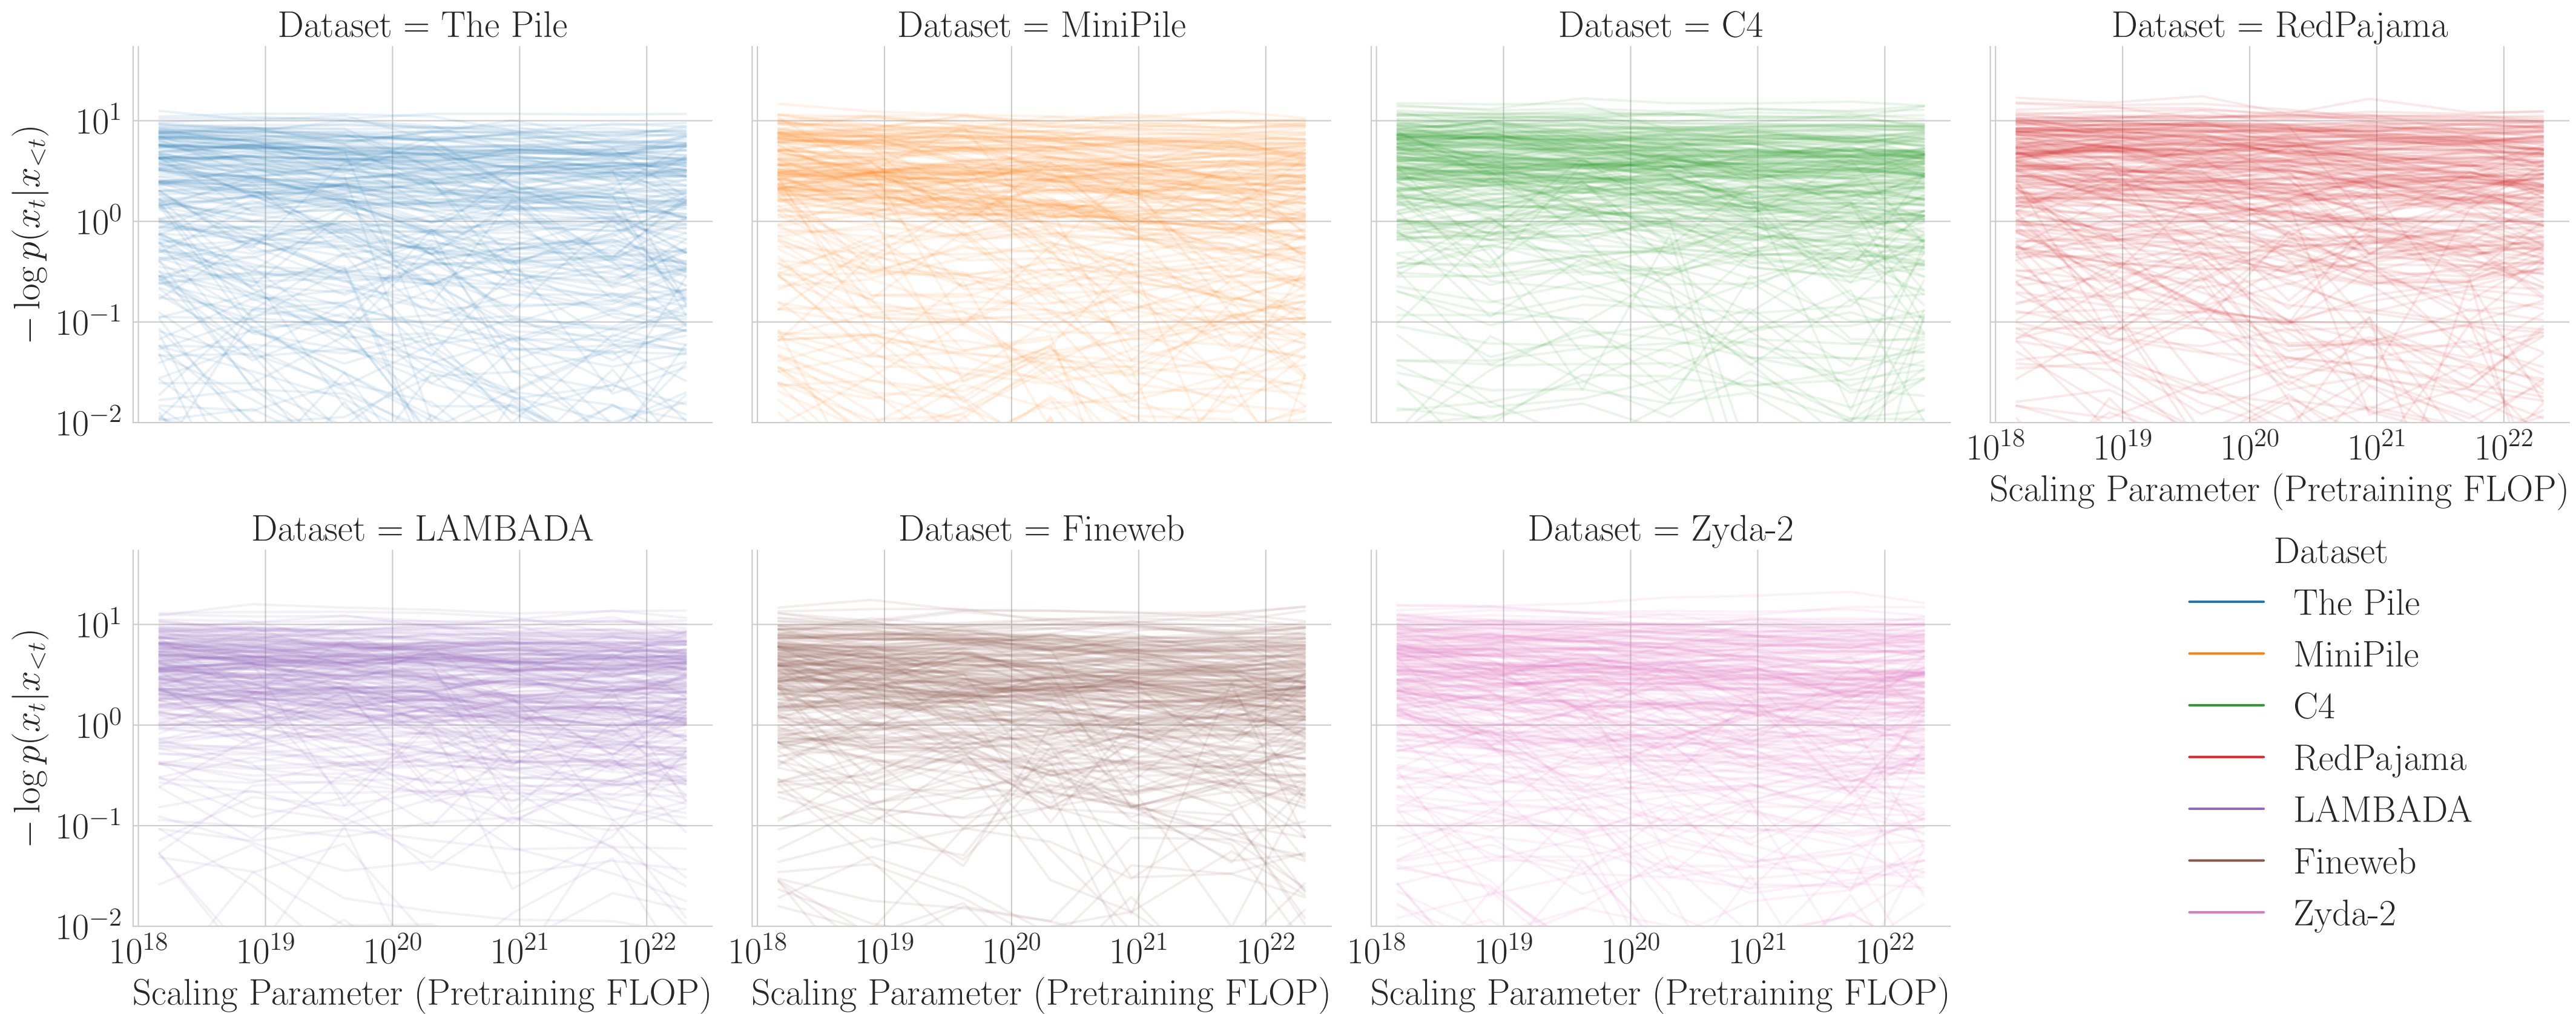 Dataset = The Pile
Dataset = MiniPile
Dataset = C4
Dataset = RedPajama
− log p(x_t|x_{<t})
10^1
10^0
10^{−1}
10^{−2}
10^18 10^19 10^20 10^21 10^22
Scaling Parameter (Pretraining FLOP)
Dataset = LAMBADA
Dataset = Fineweb
Dataset = Zyda-2
− log p(x_t|x_{<t})
10^1
10^0
10^{−1}
10^{−2}
10^18 10^19 10^20 10^21 10^22
10^18 10^19 10^20 10^21 10^22
10^18 10^19 10^20 10^21 10^22
Scaling Parameter (Pretraining FLOP)
Scaling Parameter (Pretraining FLOP)
Scaling Parameter (Pretraining FLOP)
Dataset
The Pile
MiniPile
C4
RedPajama
LAMBADA
Fineweb
Zyda-2